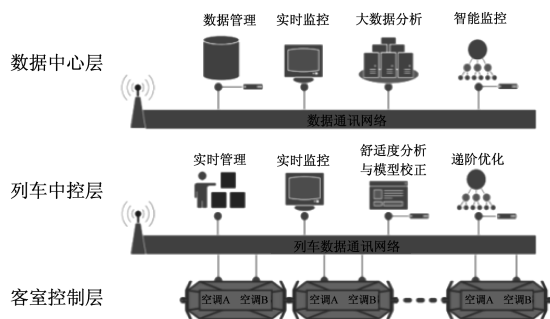 数据管理 实时监控 大数据分析 智能监控
数据中心层
数据通讯网络
实时管理 实时监控 舒适度分析 递阶优化
与模型校正
列车中控层
列车数据通讯网络
客室控制层
空调A 空调B 空调A 空调B 空调A 空调B